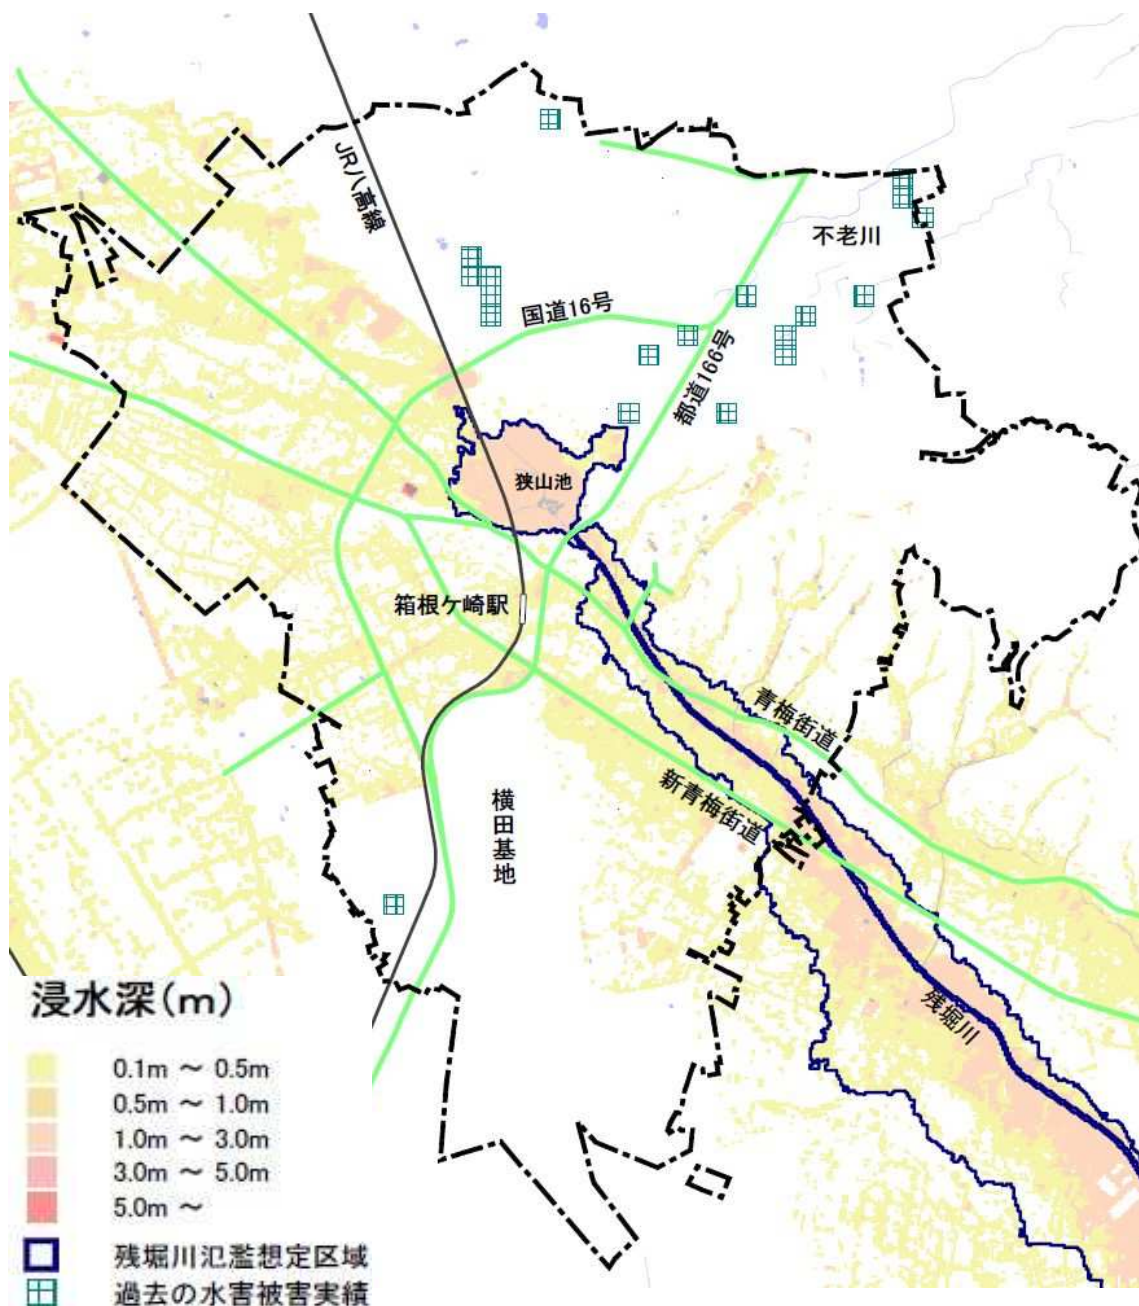 JR八高線
不老川
国道16号
都道166号
狭山池
箱根ケ崎駅
青梅街道
新青梅街道
横田基地
残堀川
浸水深(m)
0.1m ～ 0.5m
0.5m ～ 1.0m
1.0m ～ 3.0m
3.0m ～ 5.0m
5.0m ～
残堀川氾濫想定区域
過去の水害被害実績